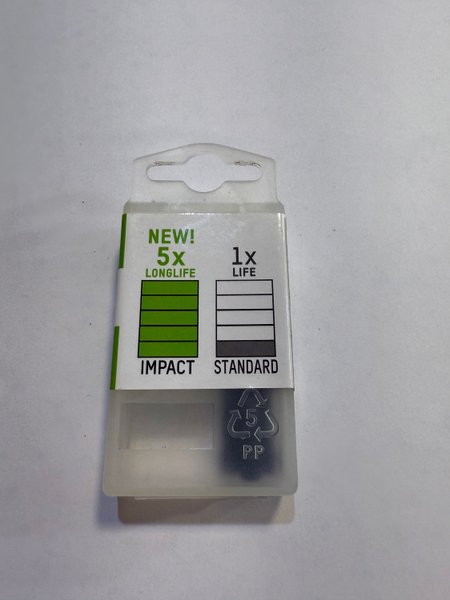 NEW!
5x
LONGLIFE
1x
LIFE
IMPACT
STANDARD
5
PP